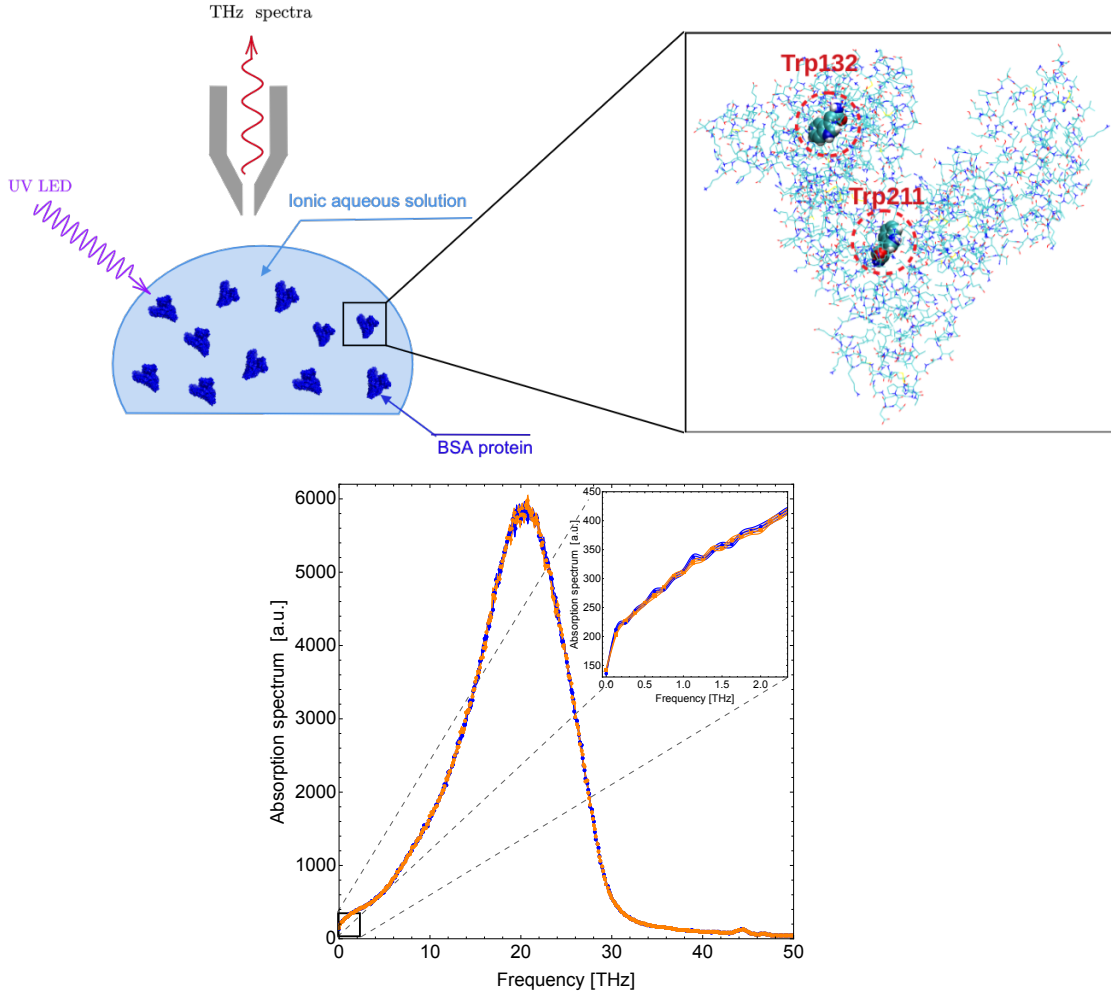 THz spectra
UV LED
Ionic aqueous solution
BSA protein
Trp132
Trp211
6000
5000
4000
3000
2000
1000
0
Absorption spectrum [a.u.]
0
10
20
30
40
50
Frequency [THz]
450
400
350
300
250
200
150
Absorption spectrum [a.u.]
0.0
0.5
1.0
1.5
2.0
Frequency [THz]